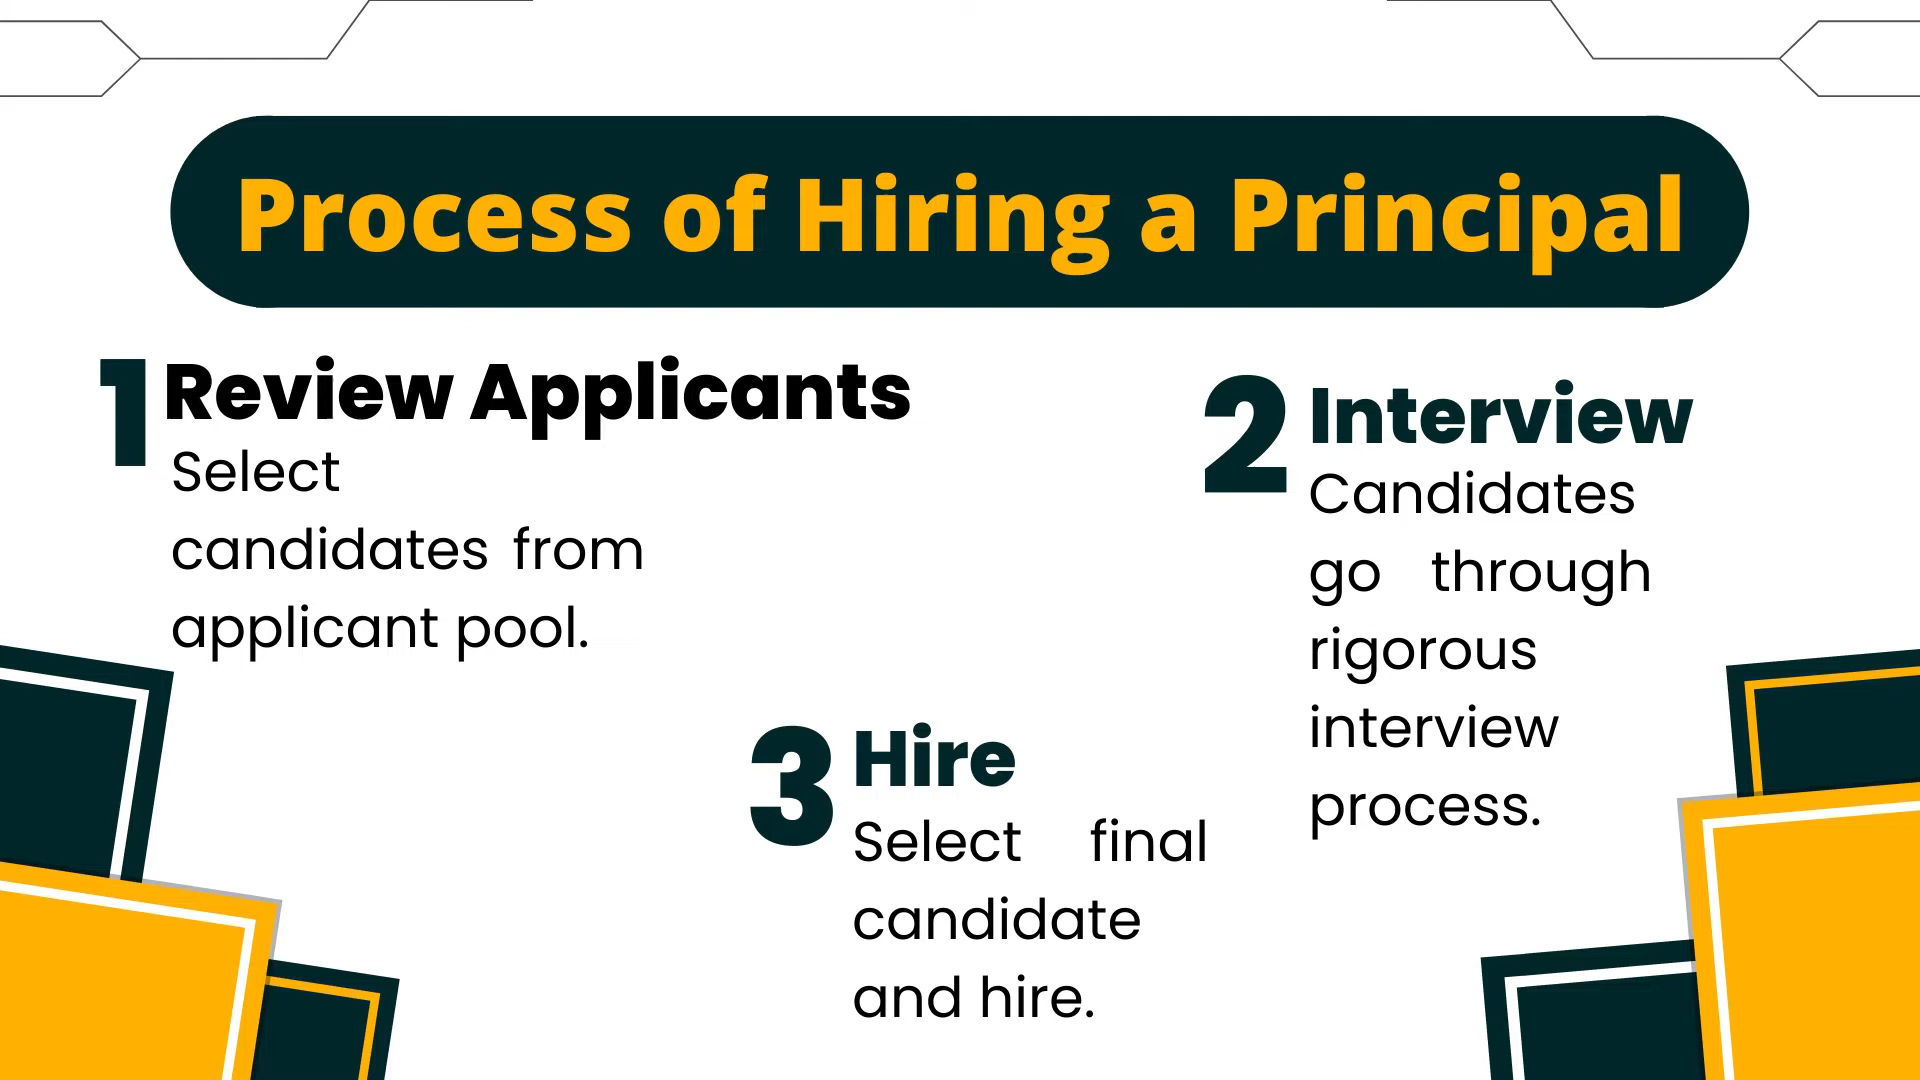 Process of Hiring a Principal
1 Review Applicants
Select
candidates from
applicant pool.
2 Interview
Candidates
go through
rigorous
interview
process.
3 Hire
Select final
candidate
and hire.